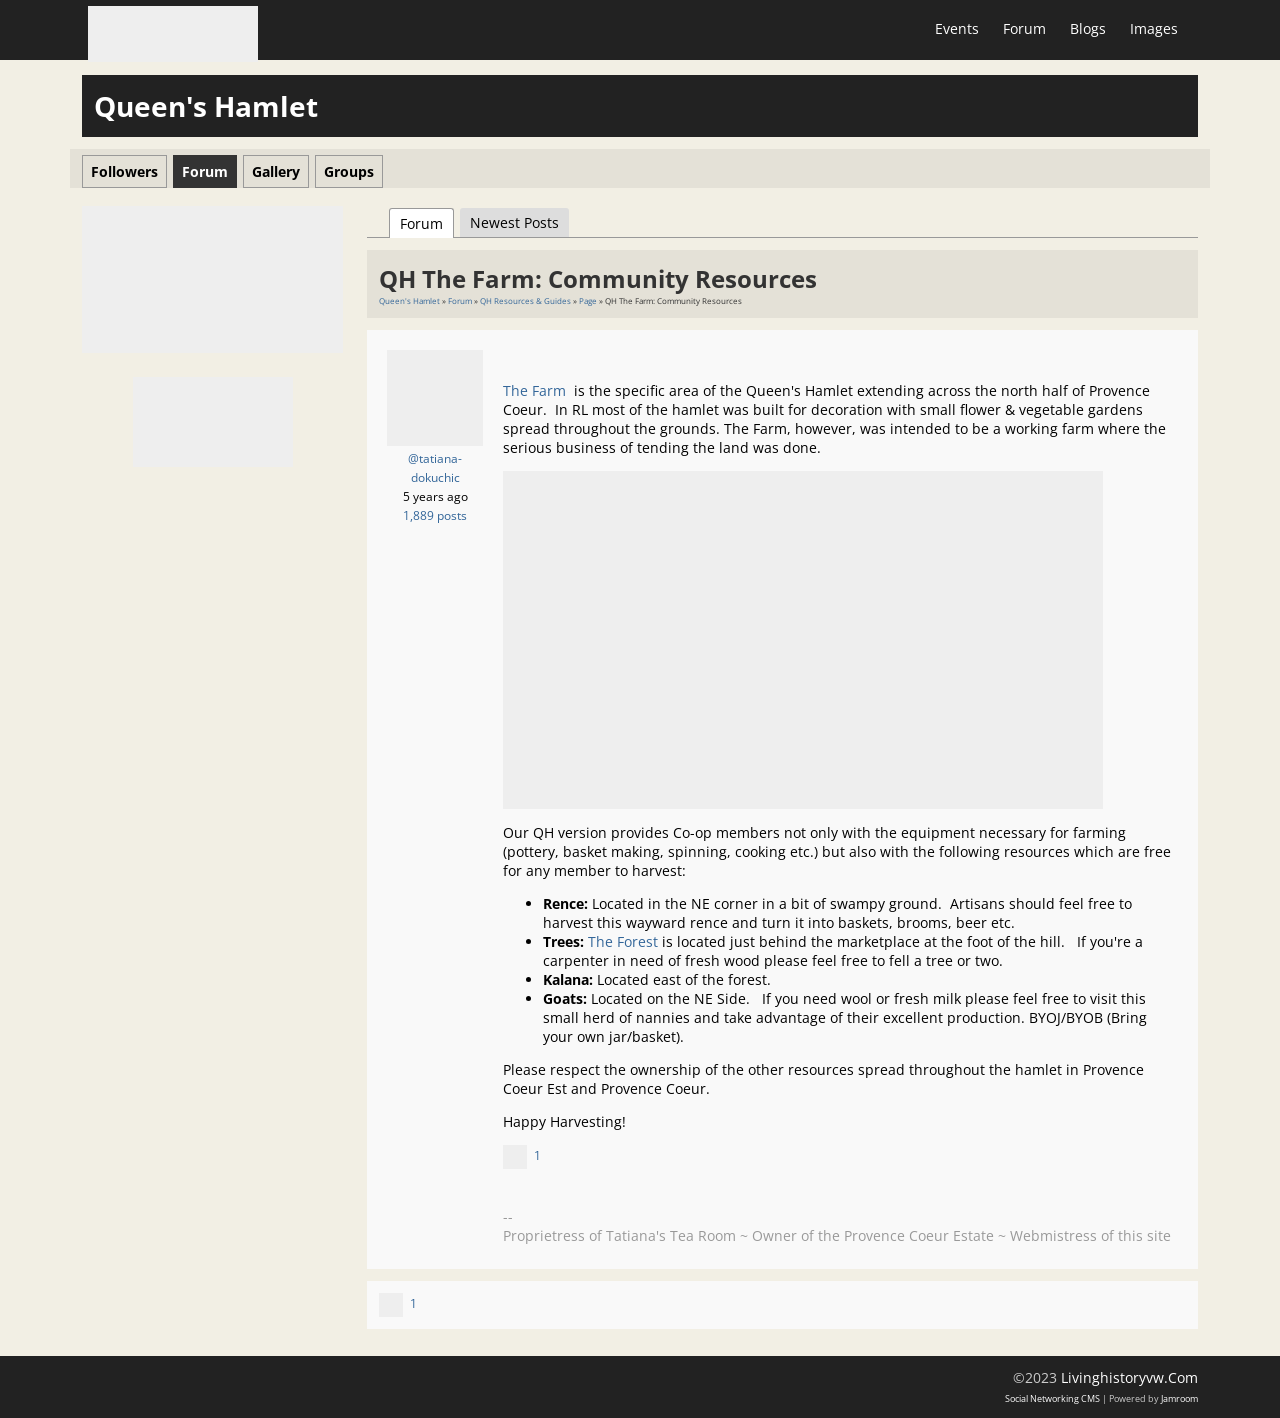 Events Forum Blogs Images
Queen's Hamlet
Followers Forum Gallery Groups
Forum Newest Posts
QH The Farm: Community Resources
Queen's Hamlet » Forum » QH Resources & Guides » Page » QH The Farm: Community Resources
@tatiana-
dokuchic
5 years ago
1,889 posts
The Farm is the specific area of the Queen's Hamlet extending across the north half of Provence
Coeur. In RL most of the hamlet was built for decoration with small flower & vegetable gardens
spread throughout the grounds. The Farm, however, was intended to be a working farm where the
serious business of tending the land was done.
Our QH version provides Co-op members not only with the equipment necessary for farming
(pottery, basket making, spinning, cooking etc.) but also with the following resources which are free
for any member to harvest:
• Rence: Located in the NE corner in a bit of swampy ground. Artisans should feel free to
harvest this wayward rence and turn it into baskets, brooms, beer etc.
• Trees: The Forest is located just behind the marketplace at the foot of the hill. If you're a
carpenter in need of fresh wood please feel free to fell a tree or two.
• Kalana: Located east of the forest.
• Goats: Located on the NE Side. If you need wool or fresh milk please feel free to visit this
small herd of nannies and take advantage of their excellent production. BYOJ/BYOB (Bring
your own jar/basket).
Please respect the ownership of the other resources spread throughout the hamlet in Provence
Coeur Est and Provence Coeur.
Happy Harvesting!
1
--
Proprietress of Tatiana's Tea Room ~ Owner of the Provence Coeur Estate ~ Webmistress of this site
1
©2023 Livinghistoryvw.Com
Social Networking CMS | Powered by Jamroom